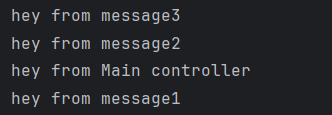 hey from message3
hey from message2
hey from Main controller
hey from message1